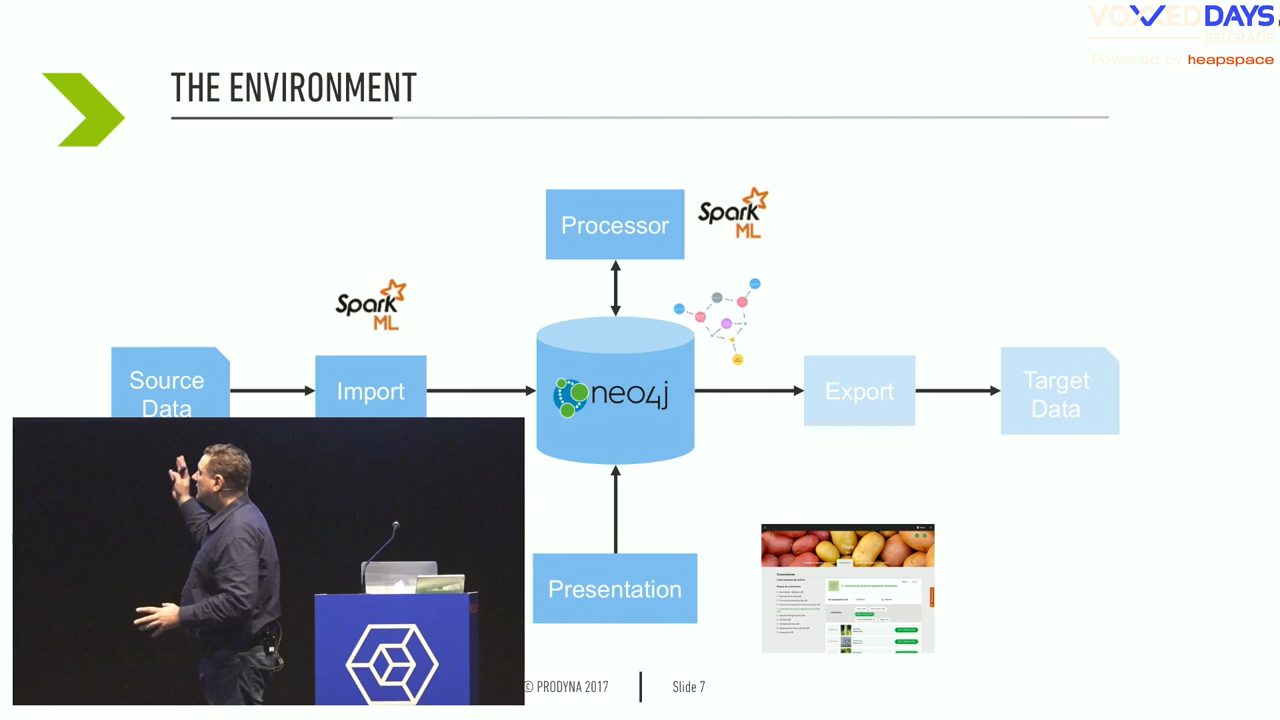 VOXXED DAYS
BELGRADE
Powered by heapspace
THE ENVIRONMENT
Processor
Spark
ML
Spark
ML
Source
Data
Import
neo4j
Export
Target
Data
Presentation
© PRODYNA 2017
Slide 7